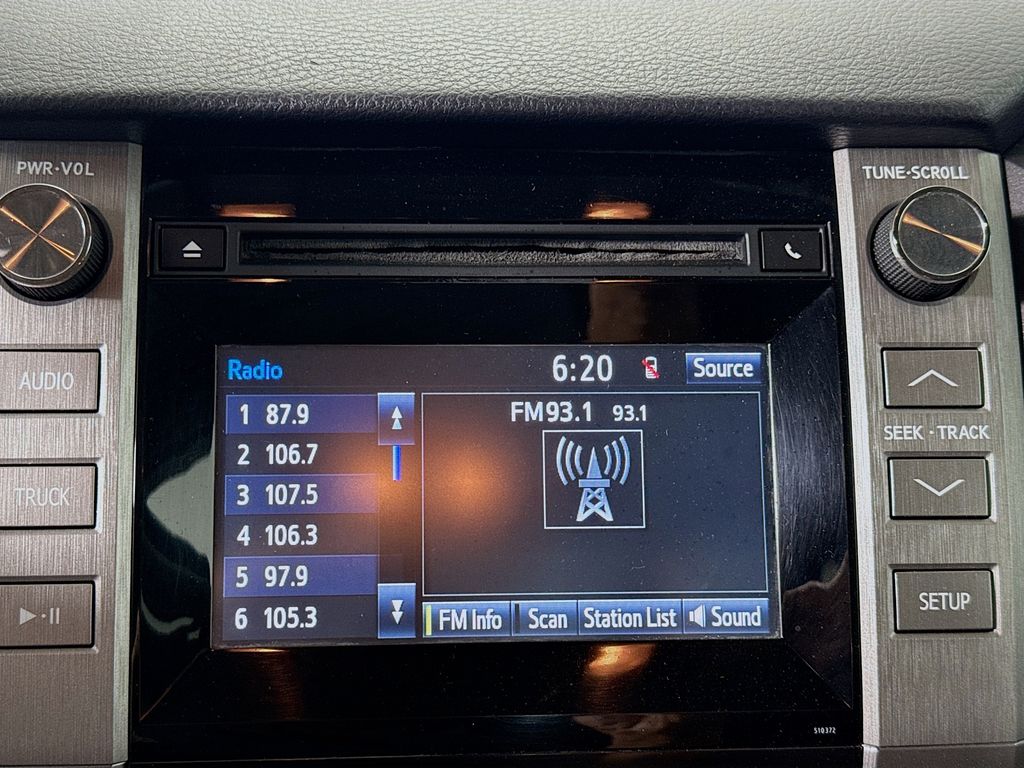 PWR·VOL
TUNE·SCROLL
AUDIO
TRUCK
Radio
6:20
Source
1 87.9
2 106.7
3 107.5
4 106.3
5 97.9
6 105.3
FM93.1 93.1
FM Info
Scan
Station List
Sound
SEEK · TRACK
SETUP
510372